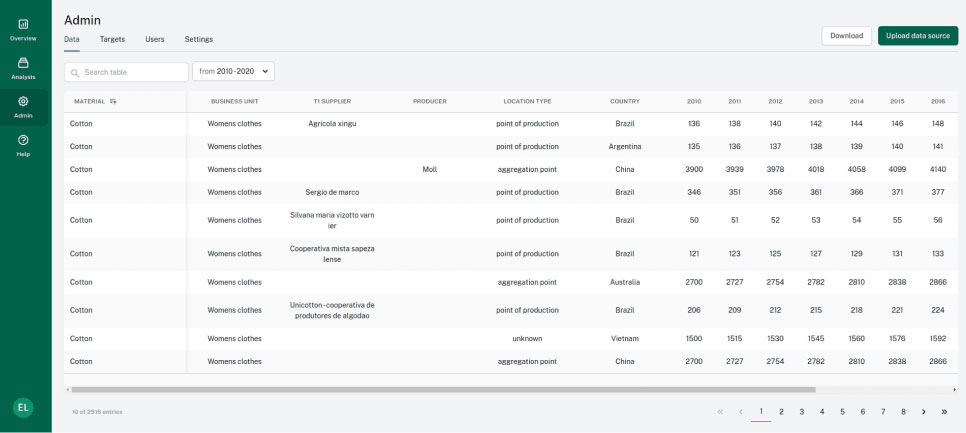 Admin
Data Targets Users Settings
Download Upload data source
Overview
Analysis
Admin
Help
Search table from 2010-2020
MATERIAL BUSINESS UNIT T1 SUPPLIER PRODUCER LOCATION TYPE COUNTRY 2010 2011 2012 2013 2014 2015 2016
Cotton Womens clothes Agricola xingu point of production Brazil 136 138 140 142 144 146 148
Cotton Womens clothes point of production Argentina 135 136 137 138 139 140 141
Cotton Womens clothes Moll aggregation point China 3900 3939 3978 4018 4058 4099 4140
Cotton Womens clothes Sergio de marco point of production Brazil 346 351 356 361 366 371 377
Silvana maria vizotto varn
Cotton Womens clothes point of production Brazil 50 51 52 53 54 55 56
ier
Cooperativa mista sapeza
Cotton Womens clothes point of production Brazil 121 123 125 127 129 131 133
lense
Cotton Womens clothes aggregation point Australia 2700 2727 2754 2782 2810 2838 2866
Unicotton-cooperativa de
Cotton Womens clothes point of production Brazil 206 209 212 215 218 221 224
produtores de algodao
Cotton Womens clothes unknown Vietnam 1500 1515 1530 1545 1560 1576 1592
Cotton Womens clothes aggregation point China 2700 2727 2754 2782 2810 2838 2866
EL
10 of 2516 entries
« ‹ 1 2 3 4 5 6 7 8 › »